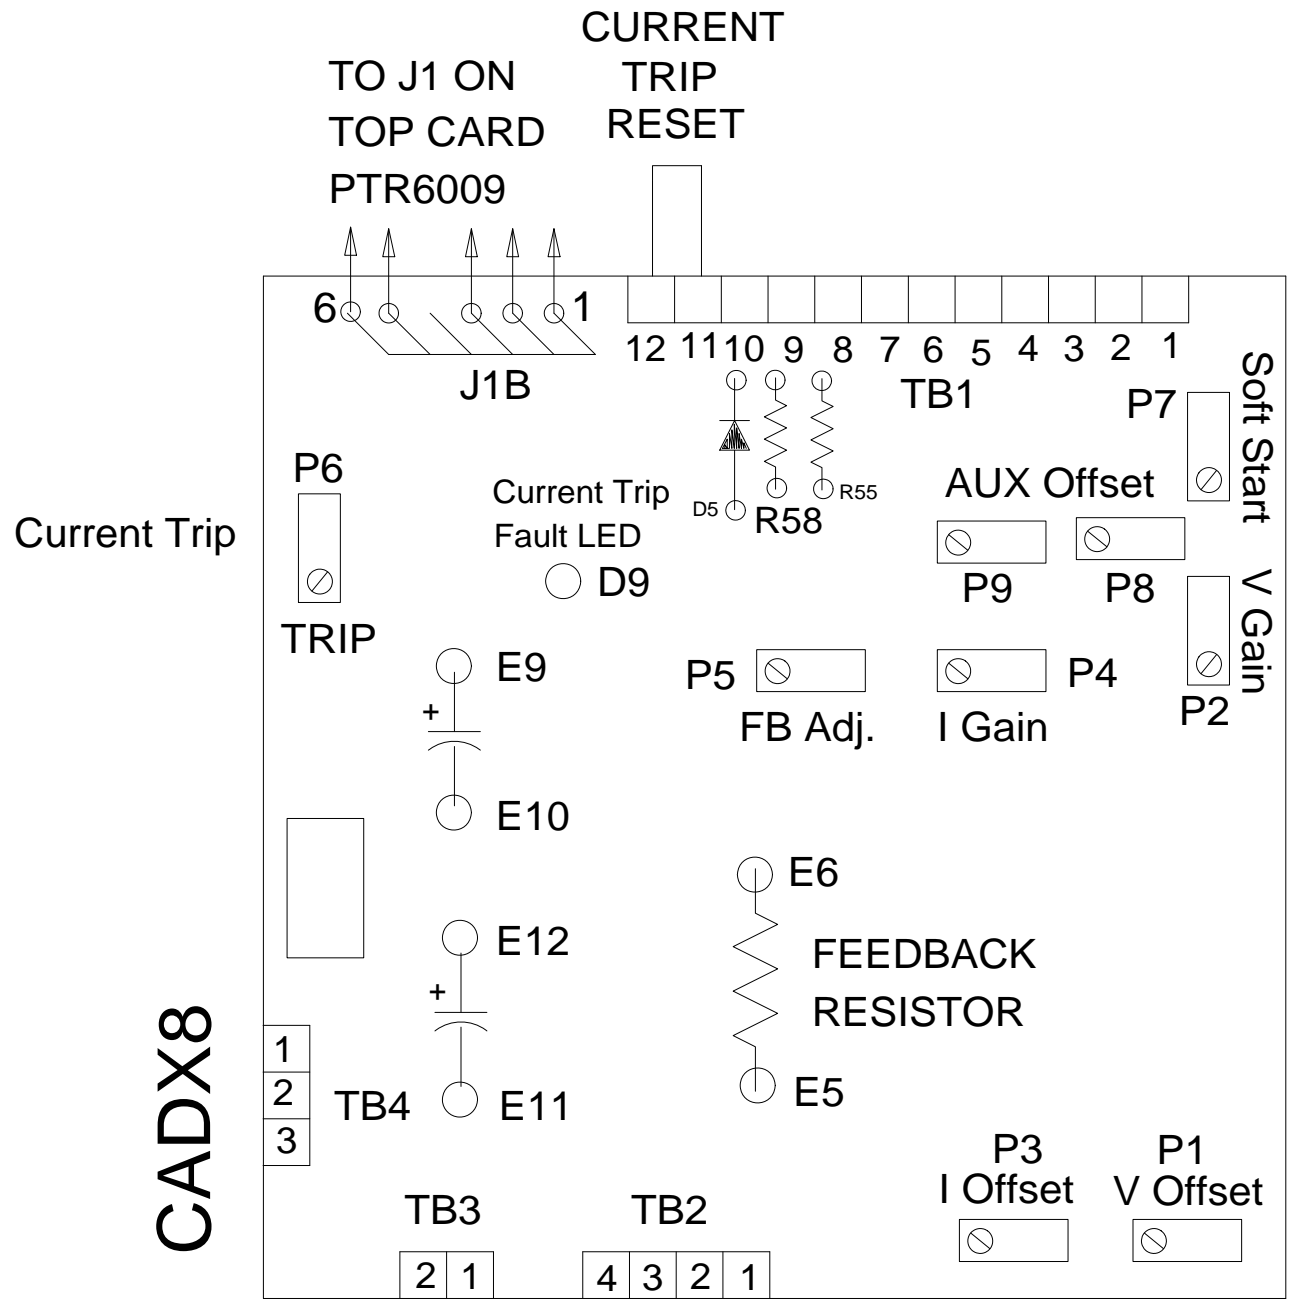 CURRENT
TRIP
RESET
TO J1 ON
TOP CARD
PTR6009
6
1
J1B
12 11 10 9 8 7 6 5 4 3 2 1
TB1
P7
Soft Start
P6
Current Trip
TRIP
Current Trip
Fault LED
D9
D5
R58
R55
AUX Offset
P9
P8
V Gain
P2
E9
+
E10
P5
FB Adj.
P4
I Gain
E12
+
E11
E6
FEEDBACK
RESISTOR
E5
CADX8
1
2
3
TB4
P3
I Offset
P1
V Offset
TB3
2 1
TB2
4 3 2 1